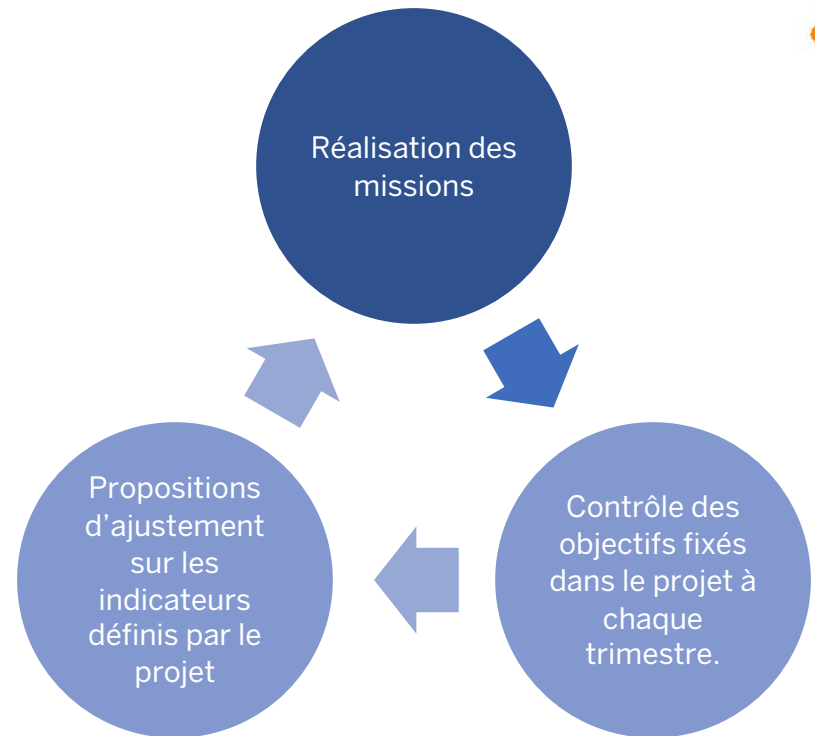 Réalisation des
missions
Contrôle des
objectifs fixés
dans le projet à
chaque
trimestre.
Propositions
d’ajustement
sur les
indicateurs
définis par le
projet